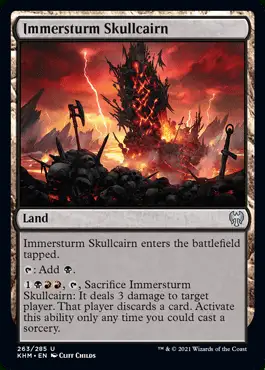 Immersturm Skullcairn
Land
Immersturm Skullcairn enters the battlefield
tapped.
: Add .
1 , , Sacrifice Immersturm
Skullcairn: It deals 3 damage to target
player. That player discards a card. Activate
this ability only any time you could cast a
sorcery.
263/285 U
KHM • EN Cliff Childs
™ & © 2021 Wizards of the Coast